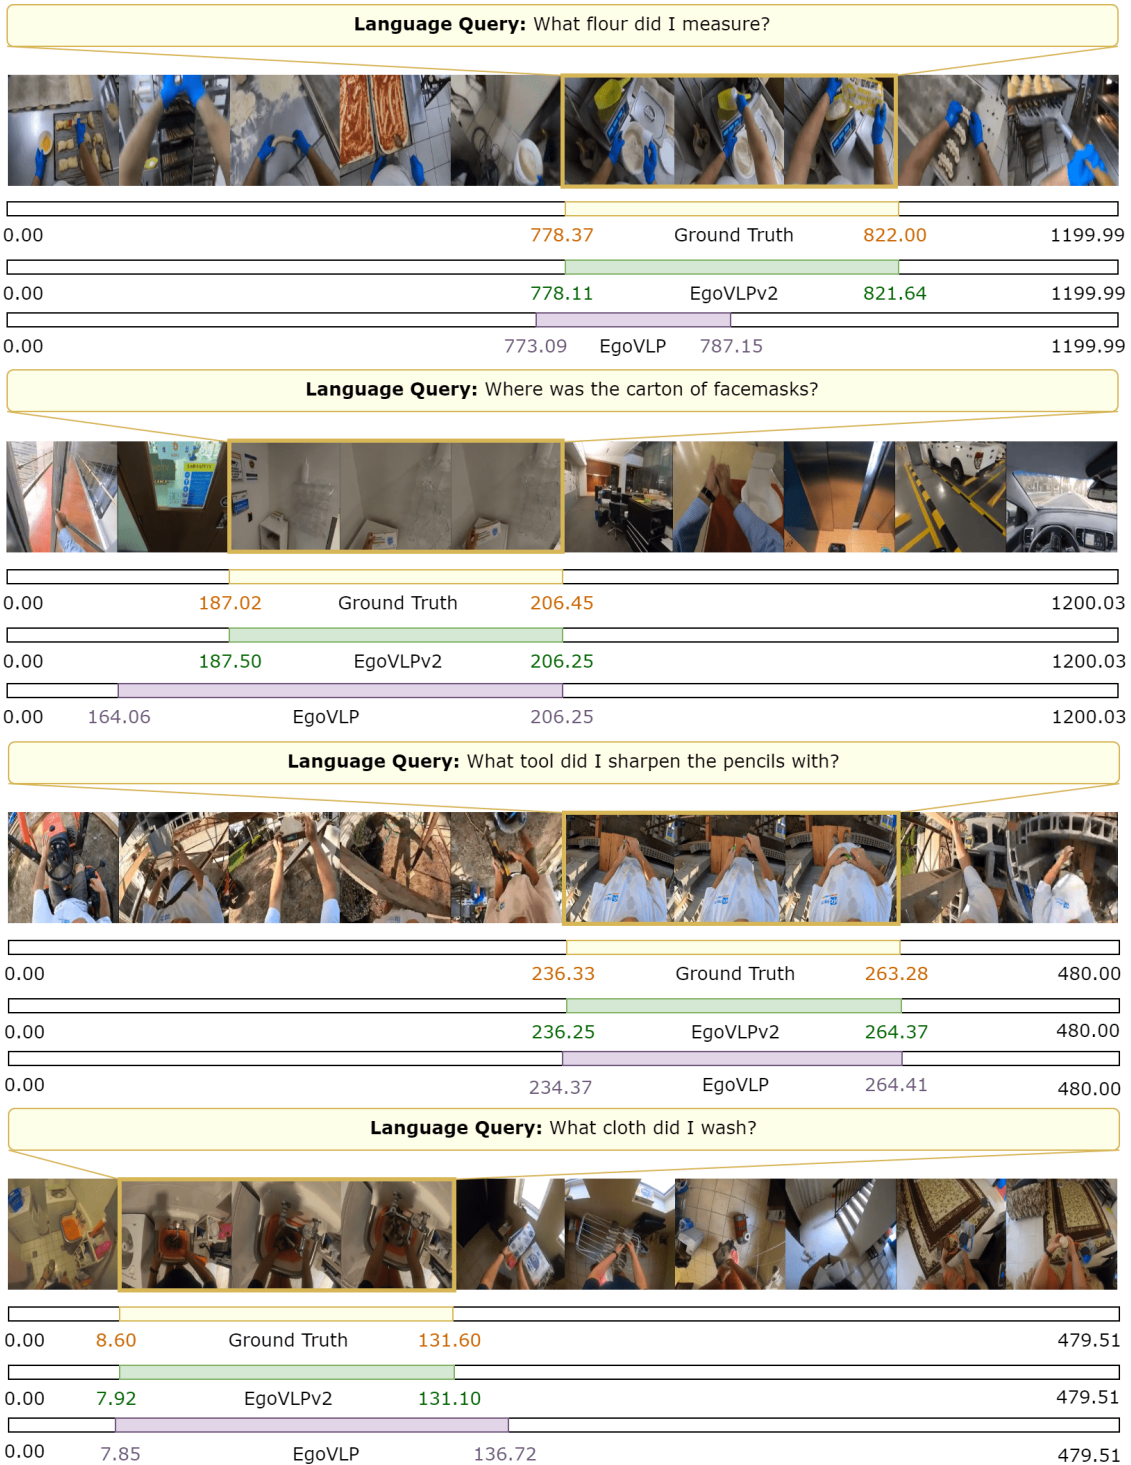 Language Query: What flour did I measure?
0.00 778.37 Ground Truth 822.00 1199.99
0.00 778.11 EgoVLPv2 821.64 1199.99
0.00 773.09 EgoVLP 787.15 1199.99
Language Query: Where was the carton of facemasks?
0.00 187.02 Ground Truth 206.45 1200.03
0.00 187.50 EgoVLPv2 206.25 1200.03
0.00 164.06 EgoVLP 206.25 1200.03
Language Query: What tool did I sharpen the pencils with?
0.00 236.33 Ground Truth 263.28 480.00
0.00 236.25 EgoVLPv2 264.37 480.00
0.00 234.37 EgoVLP 264.41 480.00
Language Query: What cloth did I wash?
0.00 8.60 Ground Truth 131.60 479.51
0.00 7.92 EgoVLPv2 131.10 479.51
0.00 7.85 EgoVLP 136.72 479.51